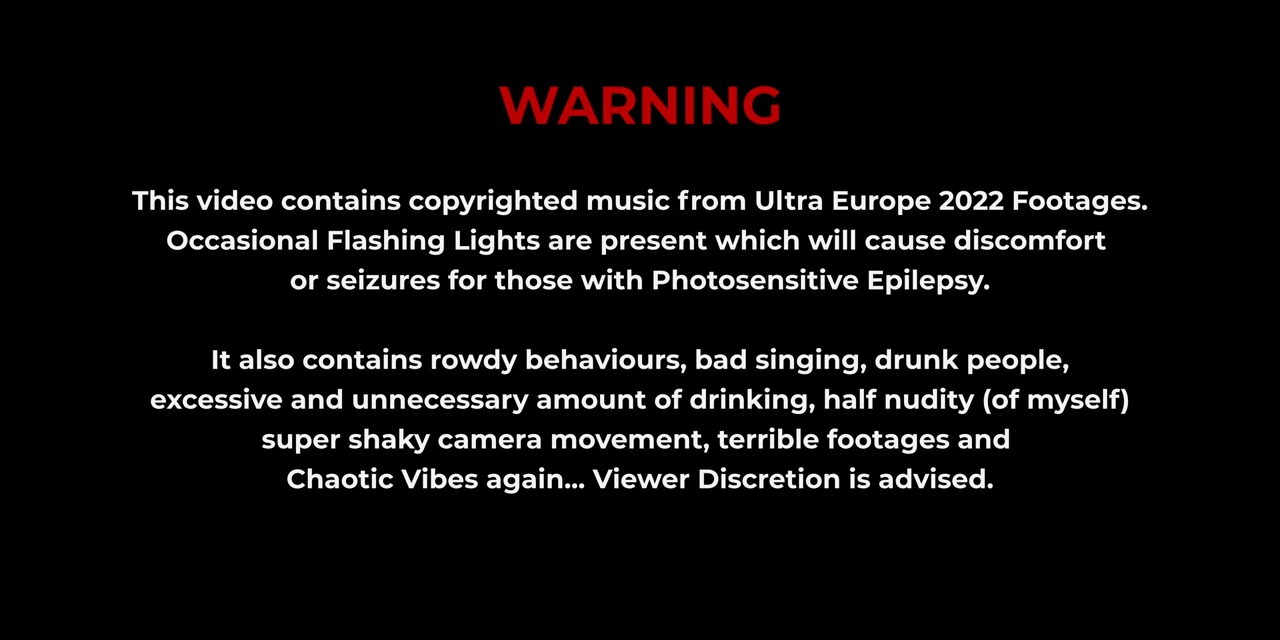 WARNING
This video contains copyrighted music from Ultra Europe 2022 Footages.
Occasional Flashing Lights are present which will cause discomfort
or seizures for those with Photosensitive Epilepsy.
It also contains rowdy behaviours, bad singing, drunk people,
excessive and unnecessary amount of drinking, half nudity (of myself)
super shaky camera movement, terrible footages and
Chaotic Vibes again... Viewer Discretion is advised.